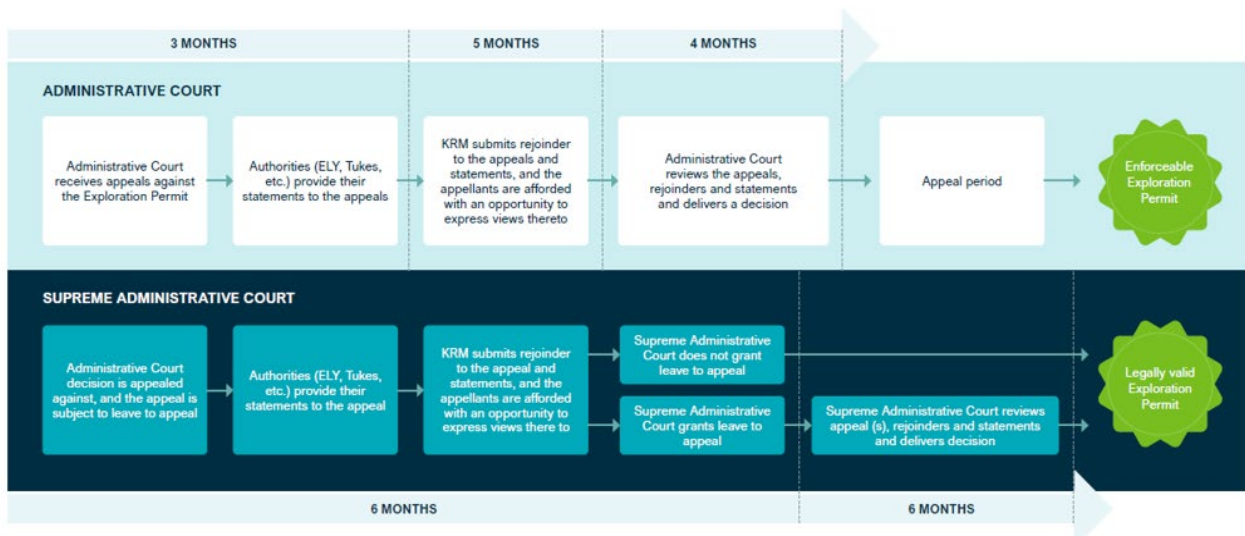 3 MONTHS
5 MONTHS
4 MONTHS
ADMINISTRATIVE COURT
Administrative Court
receives appeals against
the Exploration Permit
Authorities (ELY, Tukes,
etc.) provide their
statements to the appeals
KRM submits rejoinder
to the appeals and
statements, and the
appellants are afforded
with an opportunity to
express views thereto
Administrative Court
reviews the appeals,
rejoinders and statements
and delivers a decision
Appeal period
Enforceable
Exploration
Permit
SUPREME ADMINISTRATIVE COURT
Administrative Court
decision is appealed
against, and the appeal is
subject to leave to appeal
Authorities (ELY, Tukes,
etc.) provide their
statements to the appeal
KRM submits rejoinder
to the appeal and
statements, and the
appellants are afforded
with an opportunity to
express views there to
Supreme Administrative
Court does not grant
leave to appeal
Supreme Administrative
Court grants leave to
appeal
Supreme Administrative Court reviews
appeal (s), rejoinders and statements
and delivers decision
Legally valid
Exploration
Permit
6 MONTHS
6 MONTHS